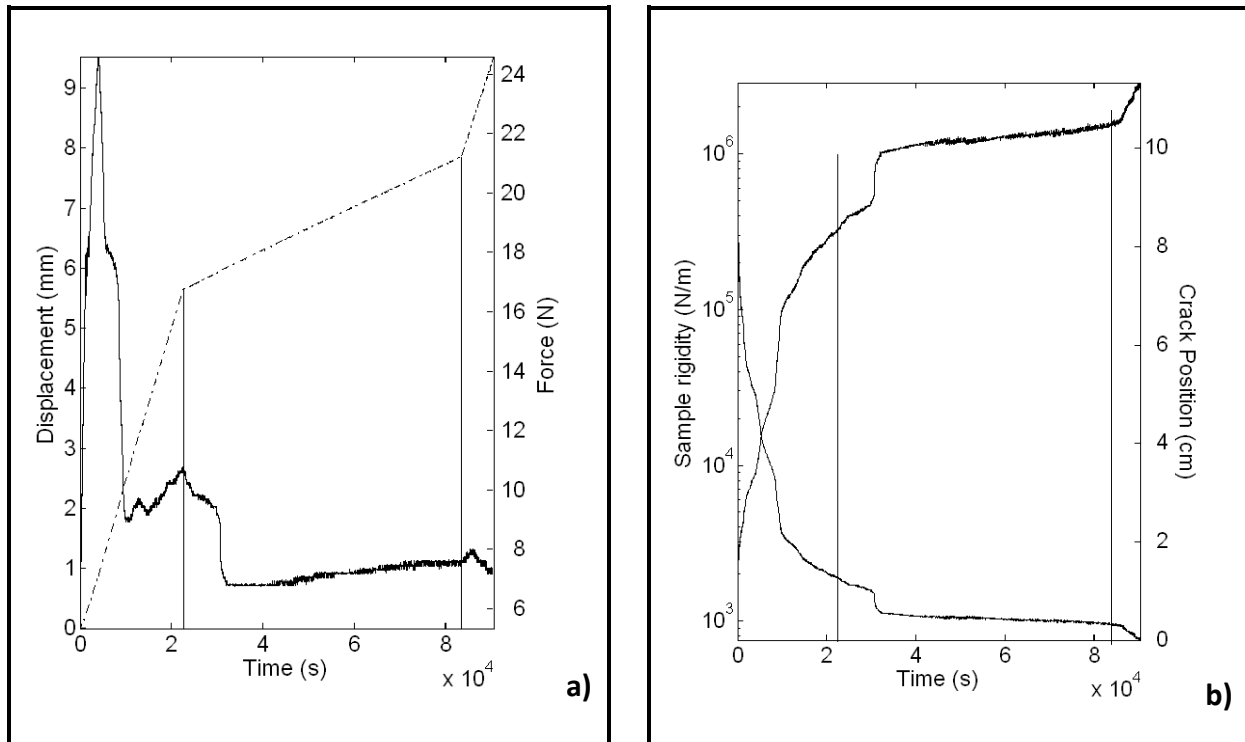 9
8
7
6
5
4
3
2
1
0
Displacement (mm)
24
22
20
18
16
14
12
10
8
6
Force (N)
0 2 4 6 8
Time (s)
x 10^4
a)
10^6
10^5
10^4
10^3
Sample rigidity (N/m)
10
8
6
4
2
0
Crack Position (cm)
0 2 4 6 8
Time (s)
x 10^4
b)